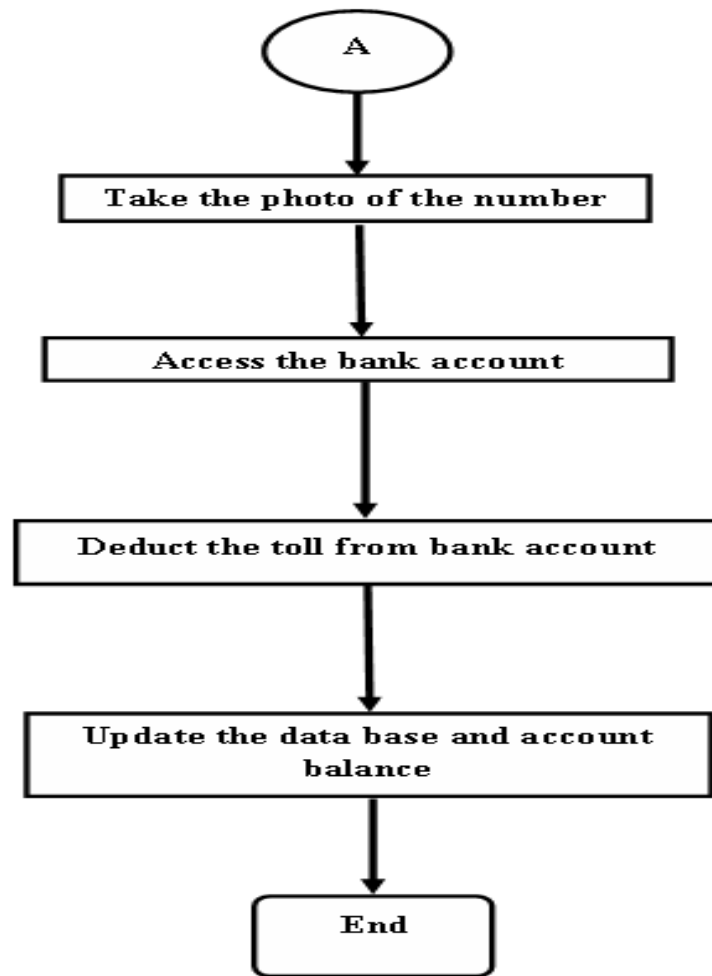 A
Take the photo of the number
Access the bank account
Deduct the toll from bank account
Update the data base and account
balance
End